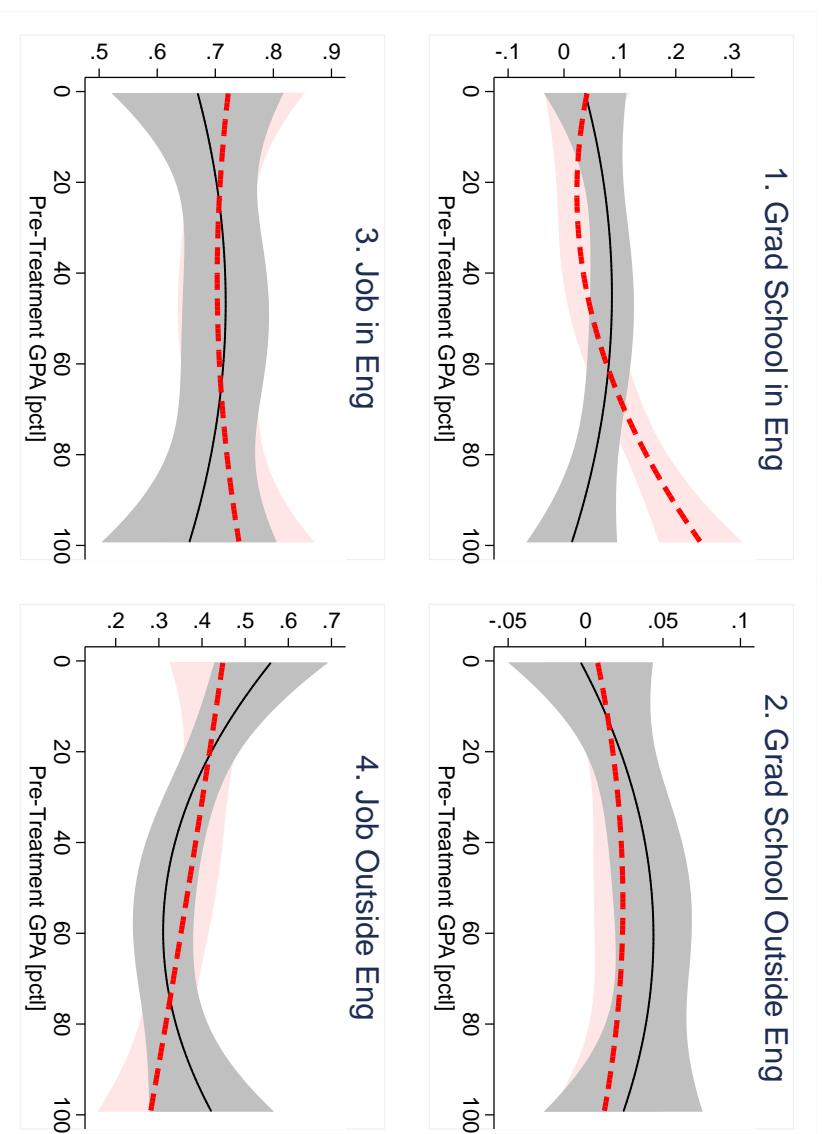 1. Grad School in Eng
-.1 0 .1 .2 .3
0 20 40 60 80 100
Pre-Treatment GPA [pctl]
2. Grad School Outside Eng
-.05 0 .05 .1
0 20 40 60 80 100
Pre-Treatment GPA [pctl]
3. Job in Eng
.5 .6 .7 .8 .9
0 20 40 60 80 100
Pre-Treatment GPA [pctl]
4. Job Outside Eng
.2 .3 .4 .5 .6 .7
0 20 40 60 80 100
Pre-Treatment GPA [pctl]